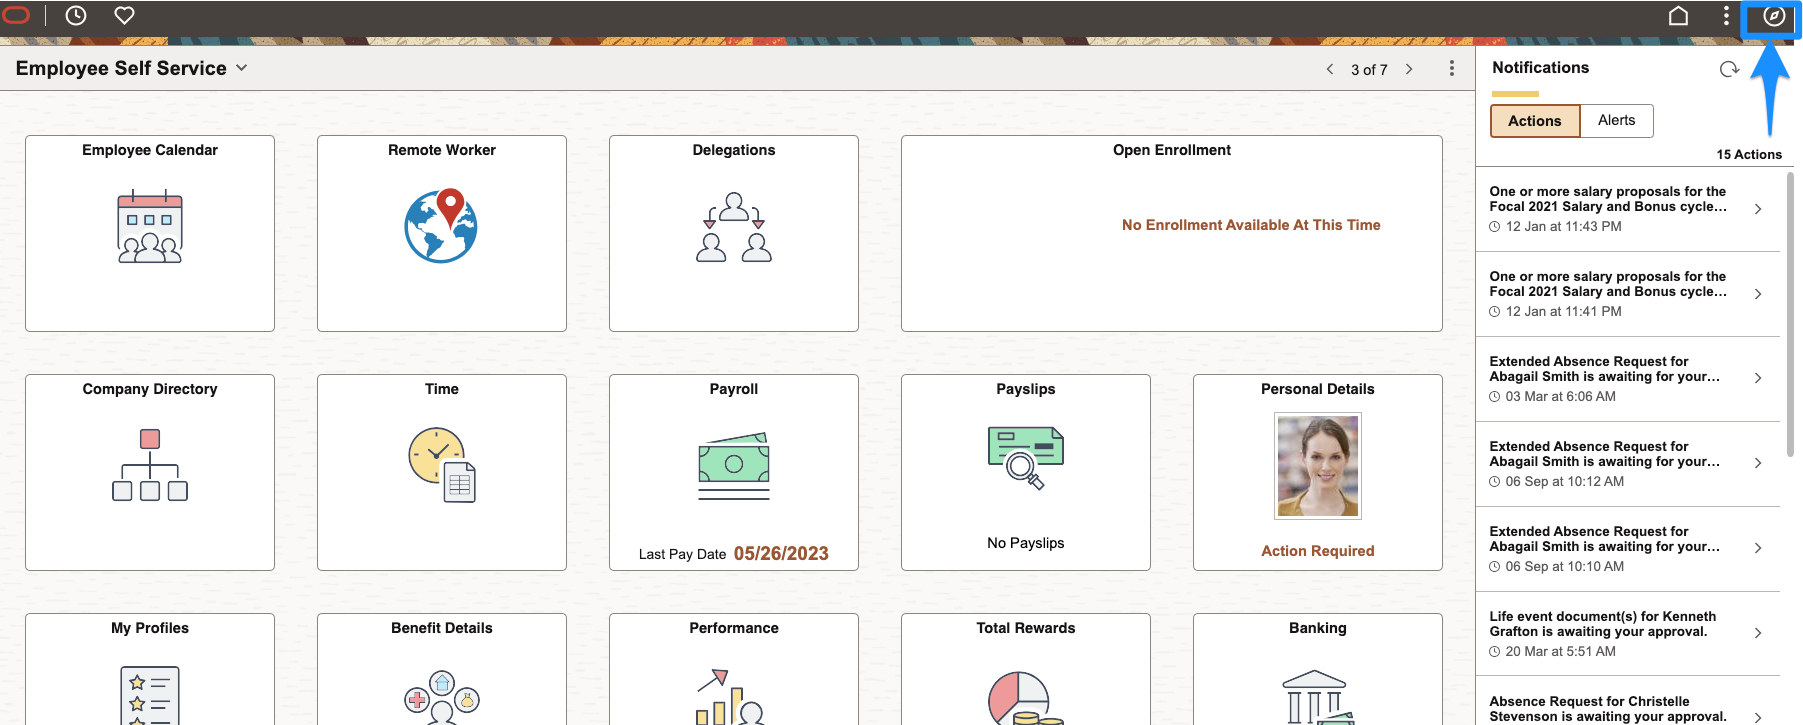 Employee Self Service
3 of 7
Employee Calendar
Remote Worker
Delegations
Open Enrollment
No Enrollment Available At This Time
Company Directory
Time
Payroll
Last Pay Date 05/26/2023
Payslips
No Payslips
Personal Details
Action Required
My Profiles
Benefit Details
Performance
Total Rewards
Banking
Notifications
Actions
Alerts
15 Actions
One or more salary proposals for the
Focal 2021 Salary and Bonus cycle...
12 Jan at 11:43 PM
One or more salary proposals for the
Focal 2021 Salary and Bonus cycle...
12 Jan at 11:41 PM
Extended Absence Request for
Abagail Smith is awaiting for your...
03 Mar at 6:06 AM
Extended Absence Request for
Abagail Smith is awaiting for your...
06 Sep at 10:12 AM
Extended Absence Request for
Abagail Smith is awaiting for your...
06 Sep at 10:10 AM
Life event document(s) for Kenneth
Grafton is awaiting your approval.
20 Mar at 5:51 AM
Absence Request for Christelle
Stevenson is awaiting your approval.